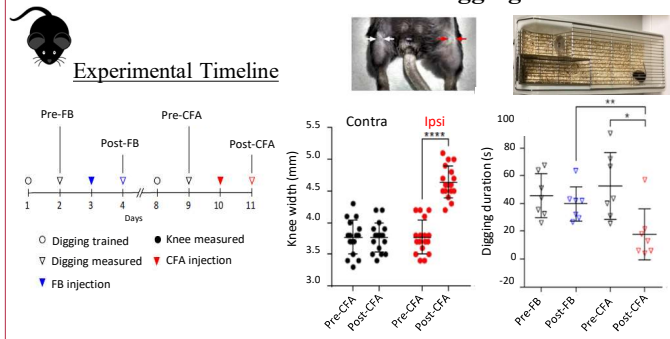 Experimental Timeline
Pre-FB
Pre-CFA
Post-FB
Post-CFA
1 2 3 4 8 9 10 11
Days
Digging trained
Knee measured
Digging measured
CFA injection
FB injection
Contra Ipsi
****
Knee width (mm)
5.5
5.0
4.5
4.0
3.5
3.0
Pre-CFA
Post-CFA
Pre-CFA
Post-CFA
**
*
Digging duration (s)
100
80
60
40
20
0
-20
Pre-FB
Post-FB
Pre-CFA
Post-CFA